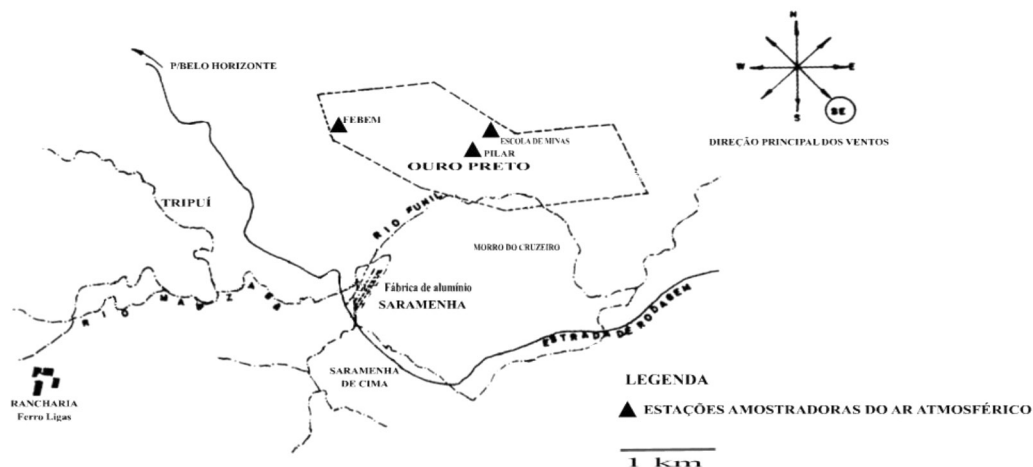 P/BELO HORIZONTE
N
W
E
S
SE
DIREÇÃO PRINCIPAL DOS VENTOS
FEBEM
ESCOLA DE MINAS
PILAR
OURO PRETO
TRIPUÍ
RIO FUNIL
MORRO DO CRUZEIRO
Fábrica de alumínio
SARAMENHA
ESTRADA DE RODAGEM
SARAMENHA
DE CIMA
RANCHARIA
Ferro Ligas
LEGENDA
ESTAÇÕES AMOSTRADORAS DO AR ATMOSFÉRICO
1 km